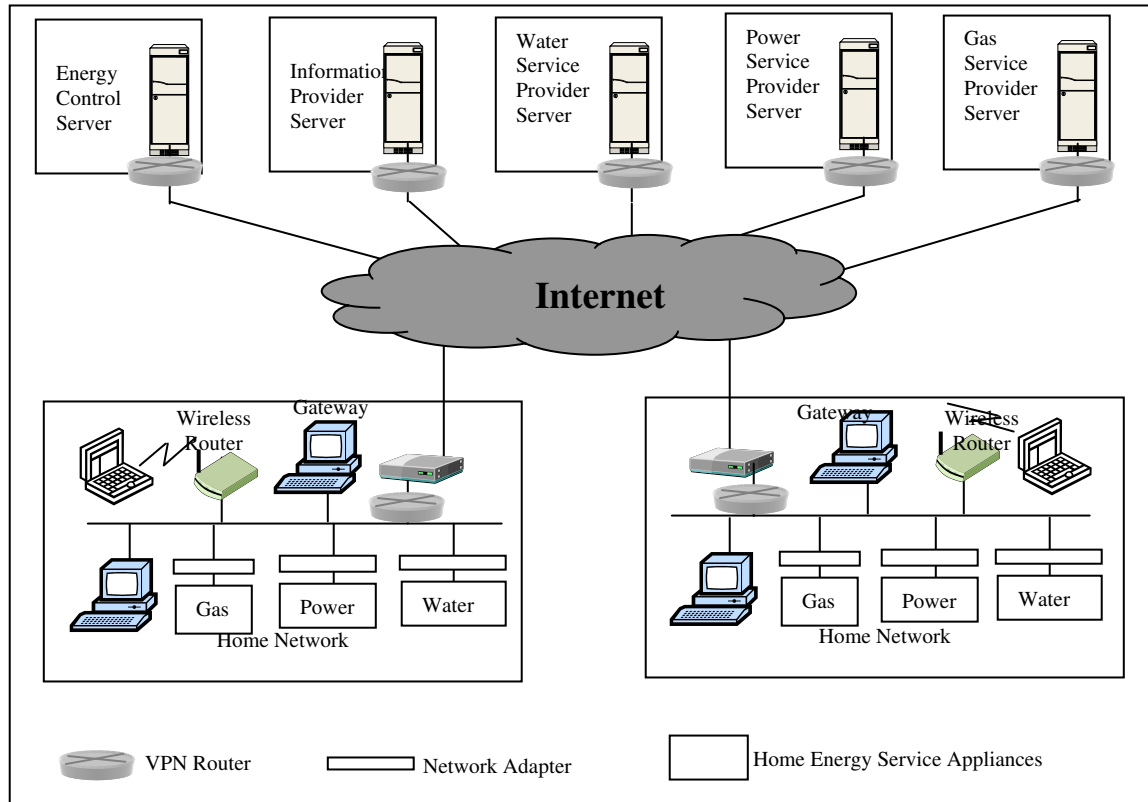 Energy
Control
Server
Information
Provider
Server
Water
Service
Provider
Server
Power
Service
Provider
Server
Gas
Service
Provider
Server
Internet
Wireless
Router
Gateway
Gas
Power
Water
Home Network
Gateway
Wireless
Router
Gas
Power
Water
Home Network
VPN Router
Network Adapter
Home Energy Service Appliances